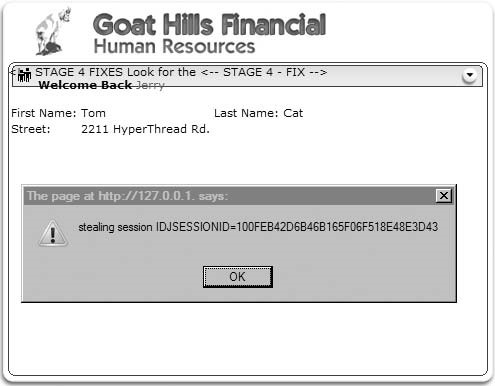 Goat Hills Financial
Human Resources
< STAGE 4 FIXES Look for the <-- STAGE 4 - FIX -->
Welcome Back Jerry
First Name: Tom Last Name: Cat
Street: 2211 HyperThread Rd.
The page at http://127.0.0.1. says:
stealing session IDJSESSIONID=100FEB42D6B46B165F06F518E48E3D43
OK